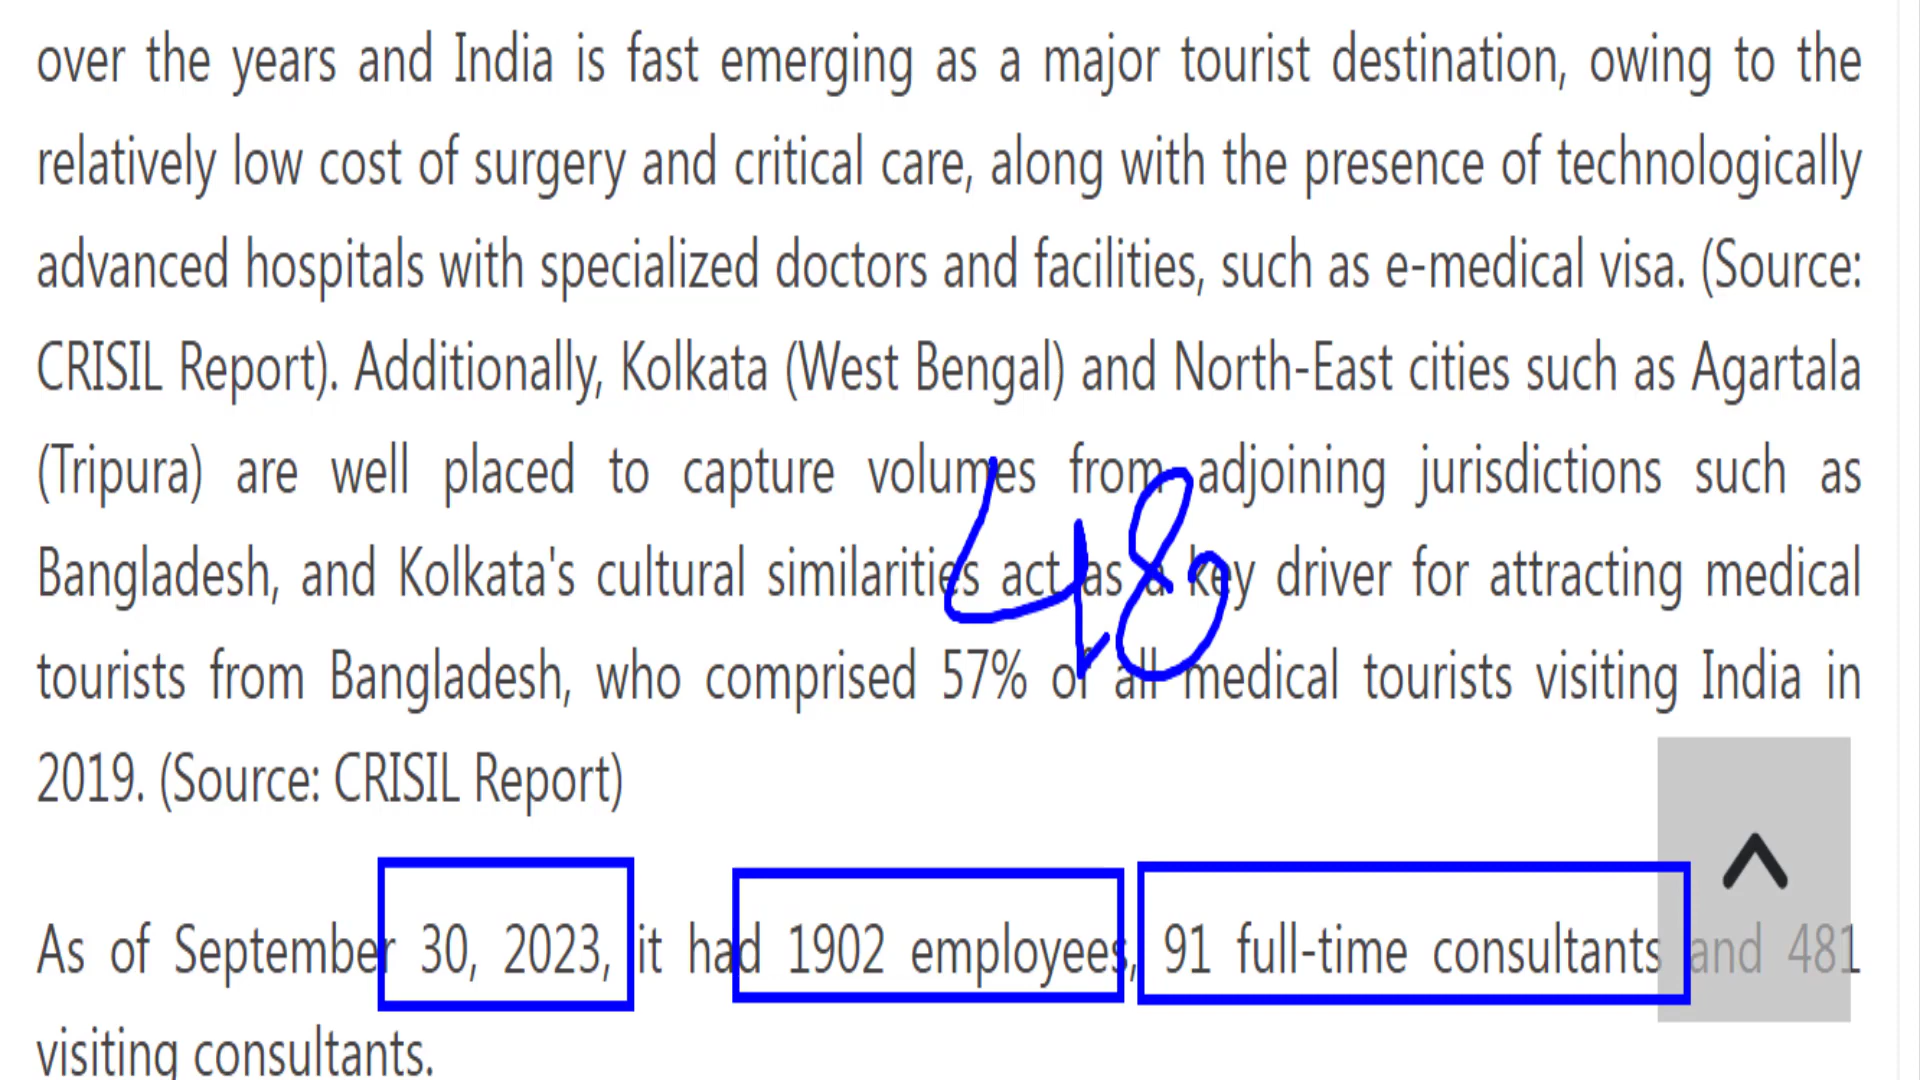 over the years and India is fast emerging as a major tourist destination, owing to the
relatively low cost of surgery and critical care, along with the presence of technologically
advanced hospitals with specialized doctors and facilities, such as e-medical visa. (Source:
CRISIL Report). Additionally, Kolkata (West Bengal) and North-East cities such as Agartala
(Tripura) are well placed to capture volumes from adjoining jurisdictions such as
48
Bangladesh, and Kolkata's cultural similarities act as a key driver for attracting medical
tourists from Bangladesh, who comprised 57% of all medical tourists visiting India in
2019. (Source: CRISIL Report)
As of September 30, 2023, it had 1902 employees, 91 full-time consultants and 481
visiting consultants.